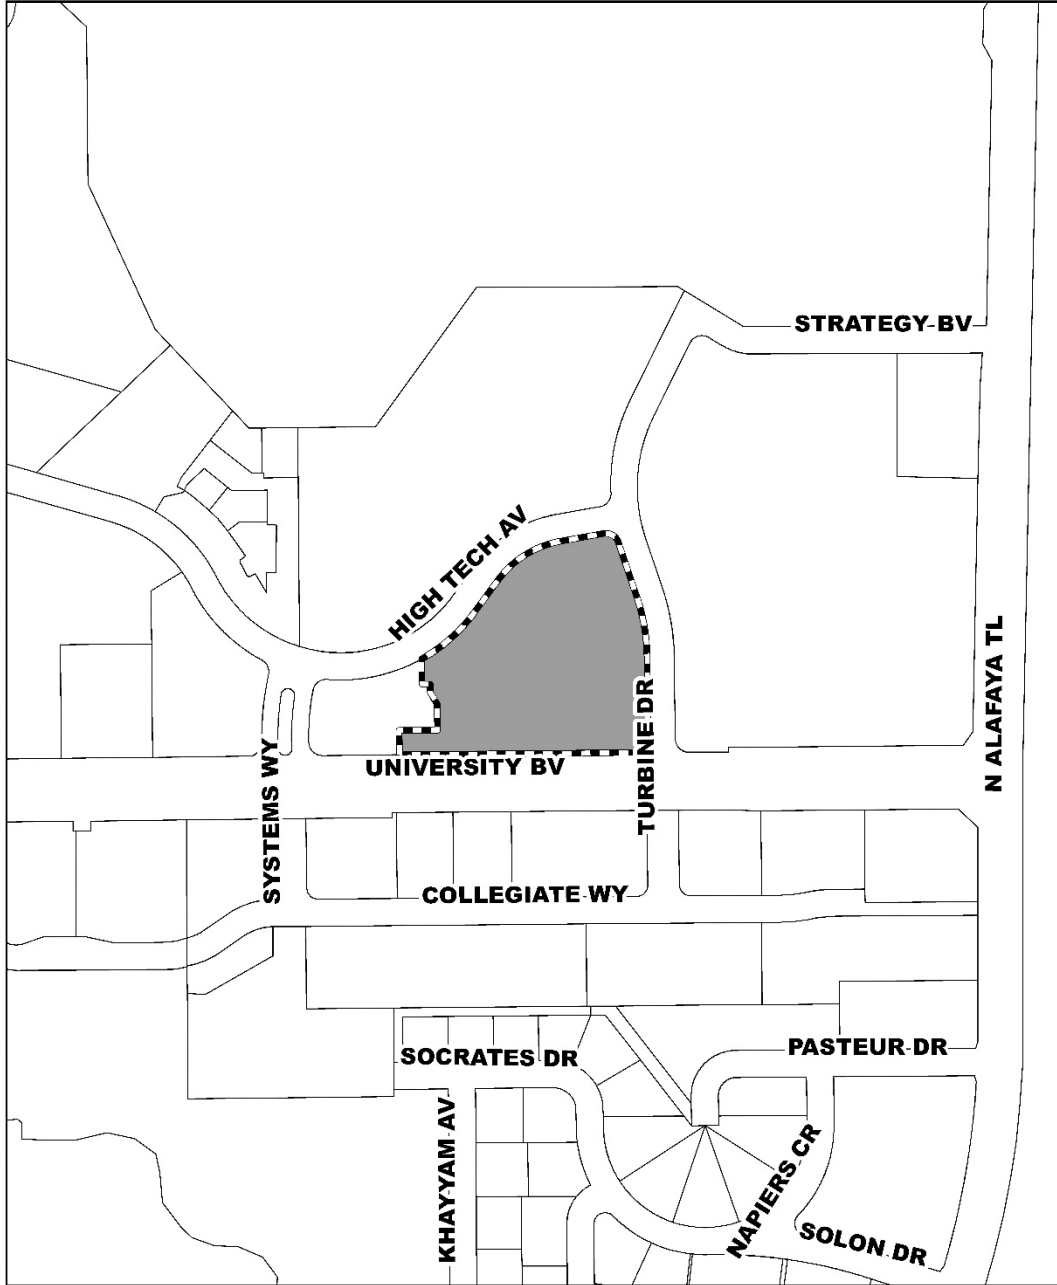 STRATEGY BV
HIGH TECH AV
N ALAFAYA TL
TURBINE DR
UNIVERSITY BV
SYSTEMS WY
COLLEGIATE WY
SOCRATES DR
PASTEUR DR
KHAYYAM AV
NAPIERS CR
SOLON DR